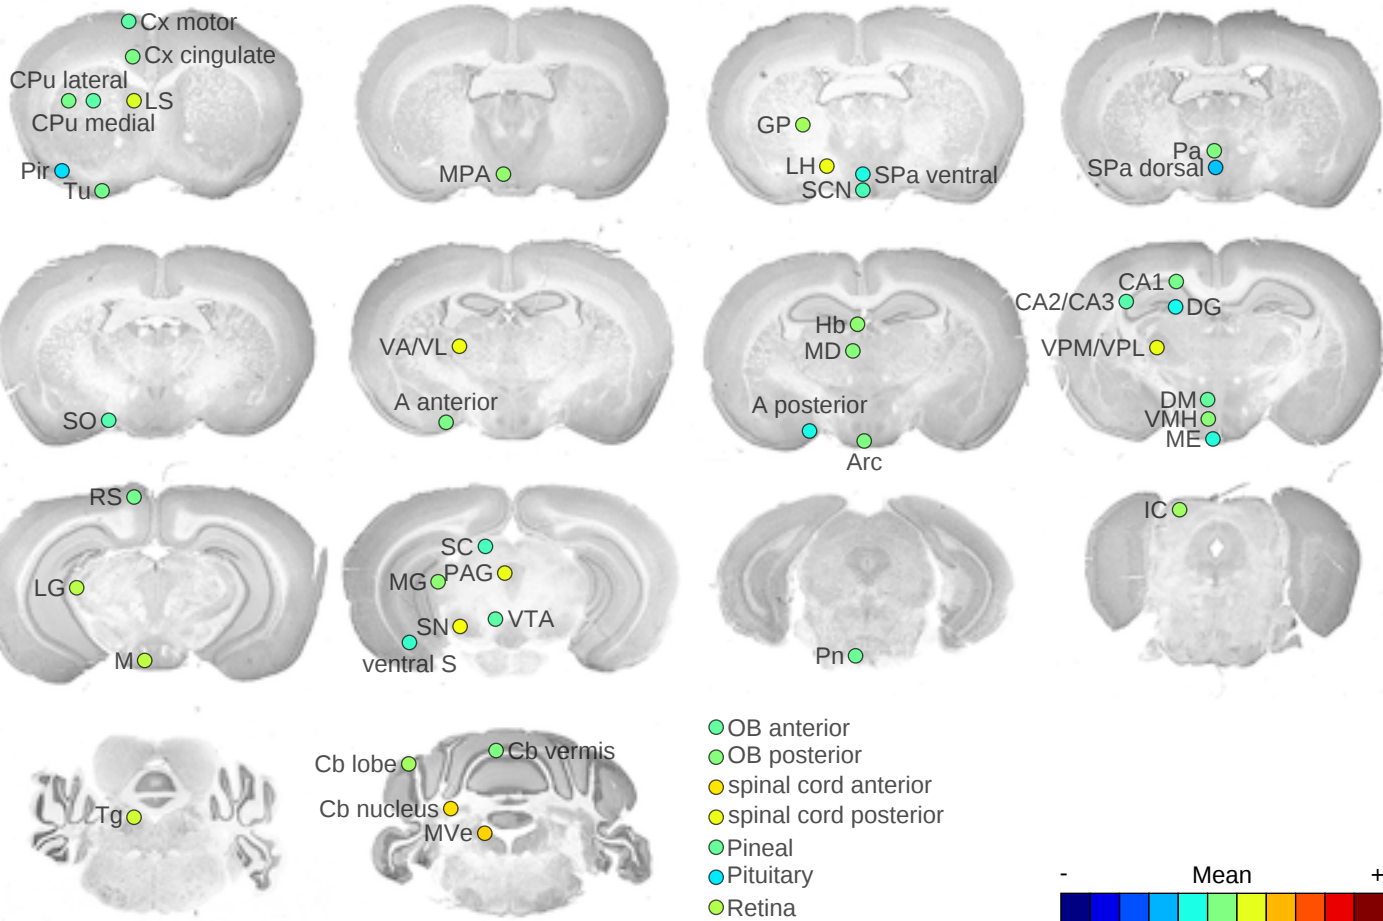 Cx motor
Cx cingulate
CPu lateral
LS
CPu medial
Pir
Tu
MPA
GP
LH
SPa ventral
SCN
Pa
SPa dorsal
SO
VA/VL
A anterior
Hb
MD
A posterior
Arc
CA1
CA2/CA3
DG
VPM/VPL
DM
VMH
ME
RS
LG
M
SC
MG
PAG
SN
VTA
ventral S
Pn
IC
Tg
Cb lobe
Cb vermis
Cb nucleus
MVe
OB anterior
OB posterior
spinal cord anterior
spinal cord posterior
Pineal
Pituitary
Retina
- Mean +